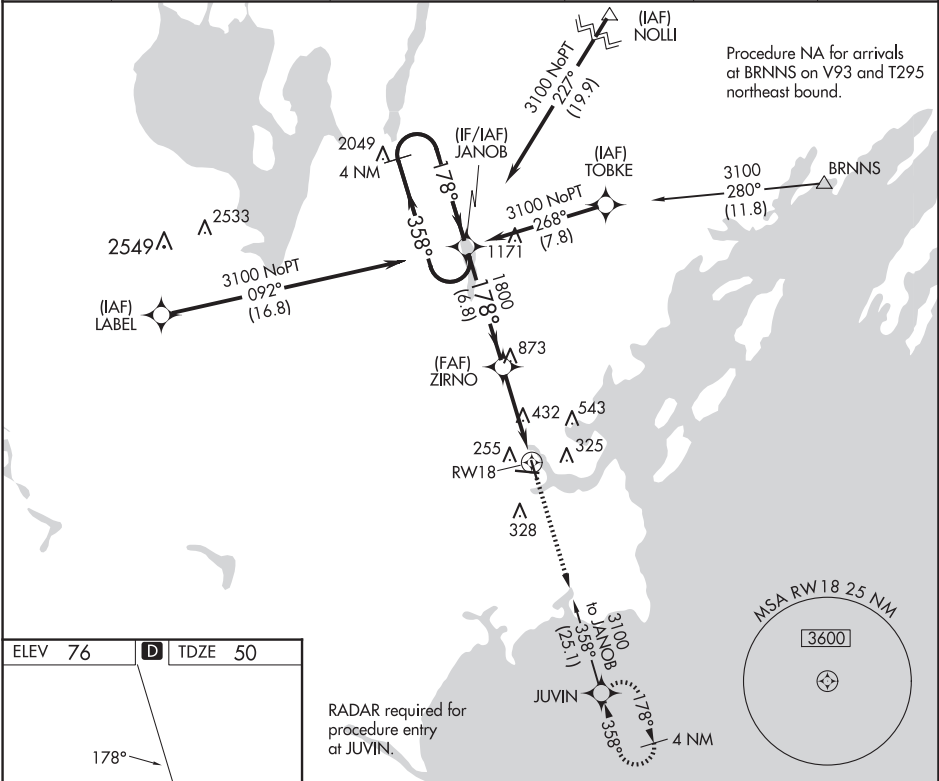 (IAF)
NOLLI
Procedure NA for arrivals
at BRNNS on V93 and T295
northeast bound.
3100 NoPT
227°
(19.9)
2049
4 NM
(IF/IAF)
JANOB
(IAF)
TOBKE
3100
280°
(11.8)
BRNNS
178°
358°
3100 NoPT
268°
(7.8)
1171
2533
2549
3100 NoPT
092°
(16.8)
(IAF)
LABEL
1800
178°
(6.8)
(FAF)
ZIRNO
873
432
543
255
325
RW18
328
MSA RW18 25 NM
3600
3100
to JANOB
358°
(25.1)
JUVIN
178°
358°
4 NM
ELEV 76
D
TDZE 50
178°
RADAR required for
procedure entry
at JUVIN.